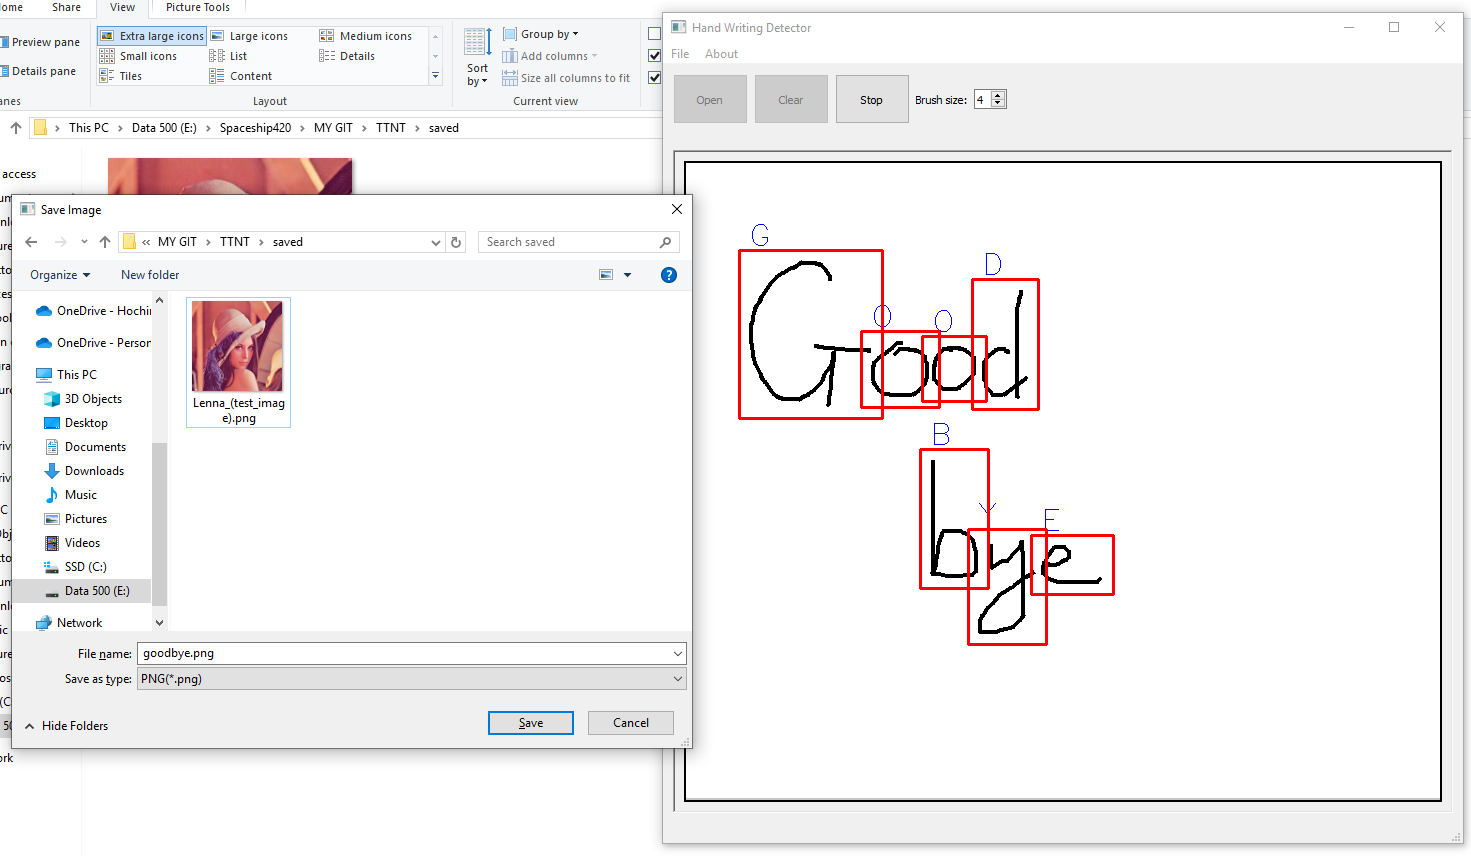 ome Share View Picture Tools
Preview pane
Details pane
anes
Extra large icons Large icons Medium icons
Small icons List Details
Tiles Content
Layout
Sort by
Group by
Add columns
Size all columns to fit
Current view
This PC > Data 500 (E:) > Spaceship420 > MY GIT > TTNT > saved
access
Save Image
« MY GIT > TTNT > saved
Search saved
Organize New folder
OneDrive - Hochi
OneDrive - Person
This PC
3D Objects
Desktop
Documents
Downloads
Music
Pictures
Videos
SSD (C:)
Data 500 (E:)
Network
Lenna_(test_imag
e).png
File name: goodbye.png
Save as type: PNG(*.png)
Hide Folders
Save Cancel
ork
Hand Writing Detector
File About
Open Clear Stop Brush size: 4
G O O D
Good
B Y E
bye